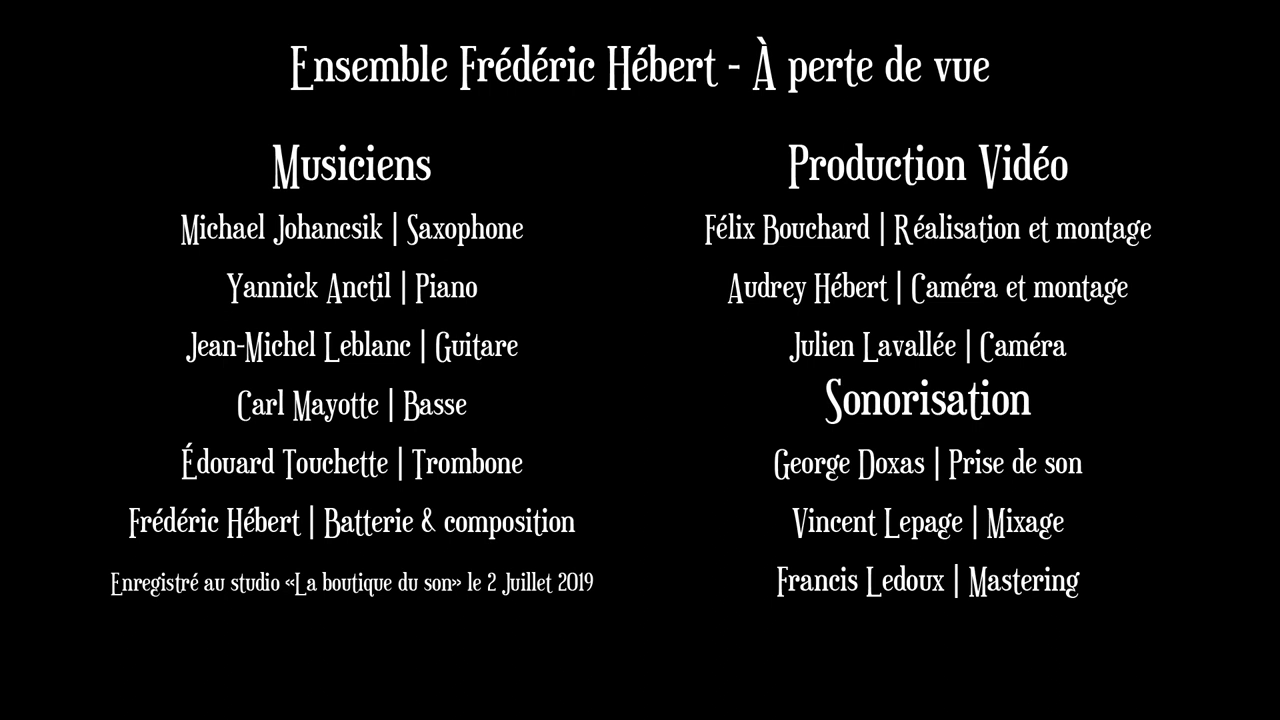 Ensemble Frédéric Hébert - À perte de vue
Musiciens
Michael Johancsik | Saxophone
Yannick Anctil | Piano
Jean-Michel Leblanc | Guitare
Carl Mayotte | Basse
Édouard Touchette | Trombone
Frédéric Hébert | Batterie & composition
Enregistré au studio «La boutique du son» le 2 Juillet 2019
Production Vidéo
Félix Bouchard | Réalisation et montage
Audrey Hébert | Caméra et montage
Julien Lavallée | Caméra
Sonorisation
George Doxas | Prise de son
Vincent Lepage | Mixage
Francis Ledoux | Mastering